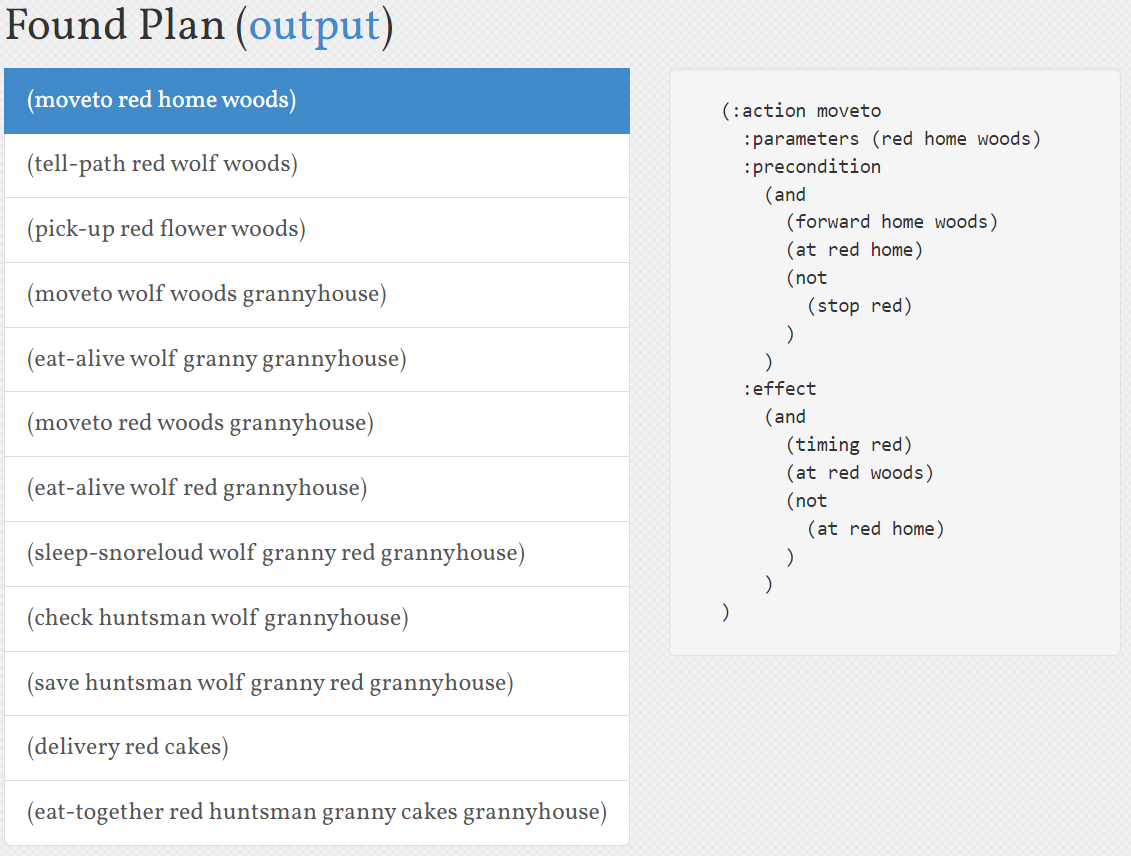 Found Plan (output)
(moveto red home woods)
(tell-path red wolf woods)
(pick-up red flower woods)
(moveto wolf woods grannyhouse)
(eat-alive wolf granny grannyhouse)
(moveto red woods grannyhouse)
(eat-alive wolf red grannyhouse)
(sleep-snoreloud wolf granny red grannyhouse)
(check huntsman wolf grannyhouse)
(save huntsman wolf granny red grannyhouse)
(delivery red cakes)
(eat-together red huntsman granny cakes grannyhouse)
(:action moveto
  :parameters (red home woods)
  :precondition
    (and
      (forward home woods)
      (at red home)
      (not
        (stop red)
      )
    )
  :effect
    (and
      (timing red)
      (at red woods)
      (not
        (at red home)
      )
    )
)